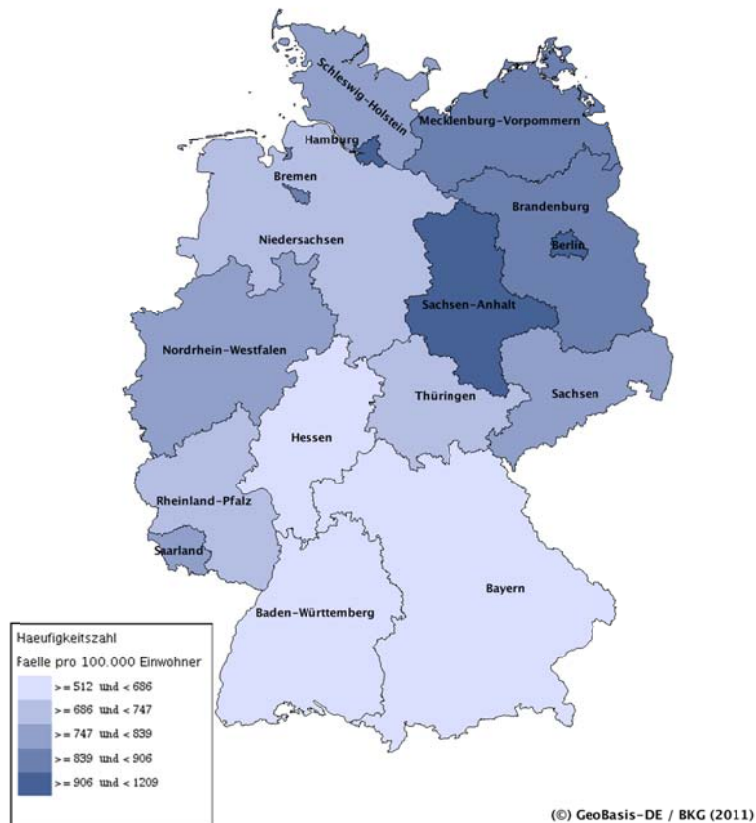 Schleswig-Holstein
Mecklenburg-Vorpommern
Hamburg
Bremen
Brandenburg
Niedersachsen
Berlin
Sachsen-Anhalt
Nordrhein-Westfalen
Thüringen
Sachsen
Hessen
Rheinland-Pfalz
Saarland
Bayern
Baden-Württemberg
Haeufigkeitszahl
Faelle pro 100.000 Einwohner
>= 512 und < 686
>= 686 und < 747
>= 747 und < 839
>= 839 und < 906
>= 906 und < 1209
(©) GeoBasis-DE / BKG (2011)